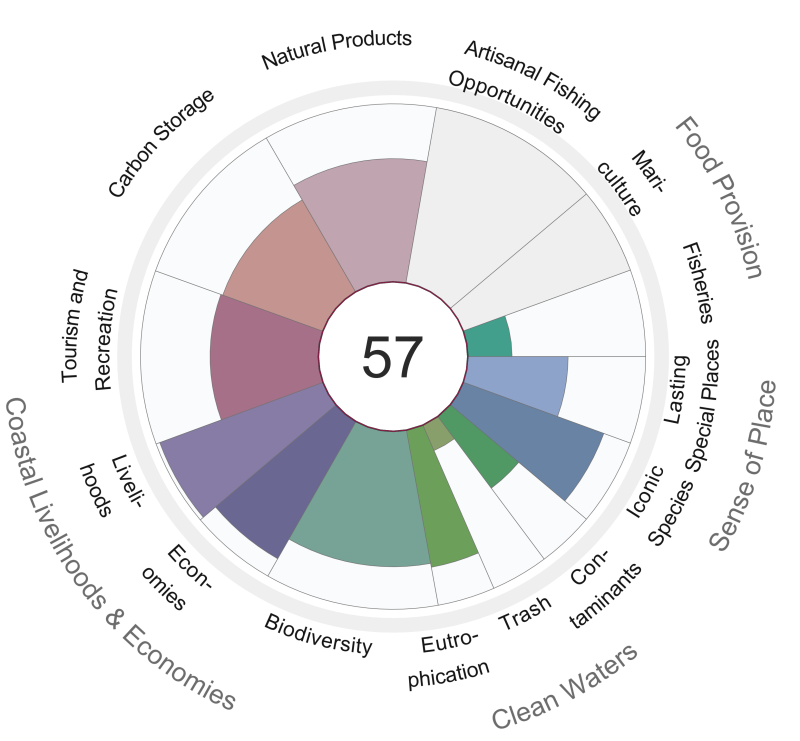 Natural Products
Artisanal Fishing
Opportunities
Mari-
culture
Food Provision
Fisheries
Lasting
Special Places
Sense of Place
Iconic
Species
Con-
taminants
Trash
Clean Waters
Eutro-
phication
Biodiversity
Econ-
omies
Liveli-
hoods
Coastal Livelihoods & Economies
Tourism and
Recreation
Carbon Storage
57